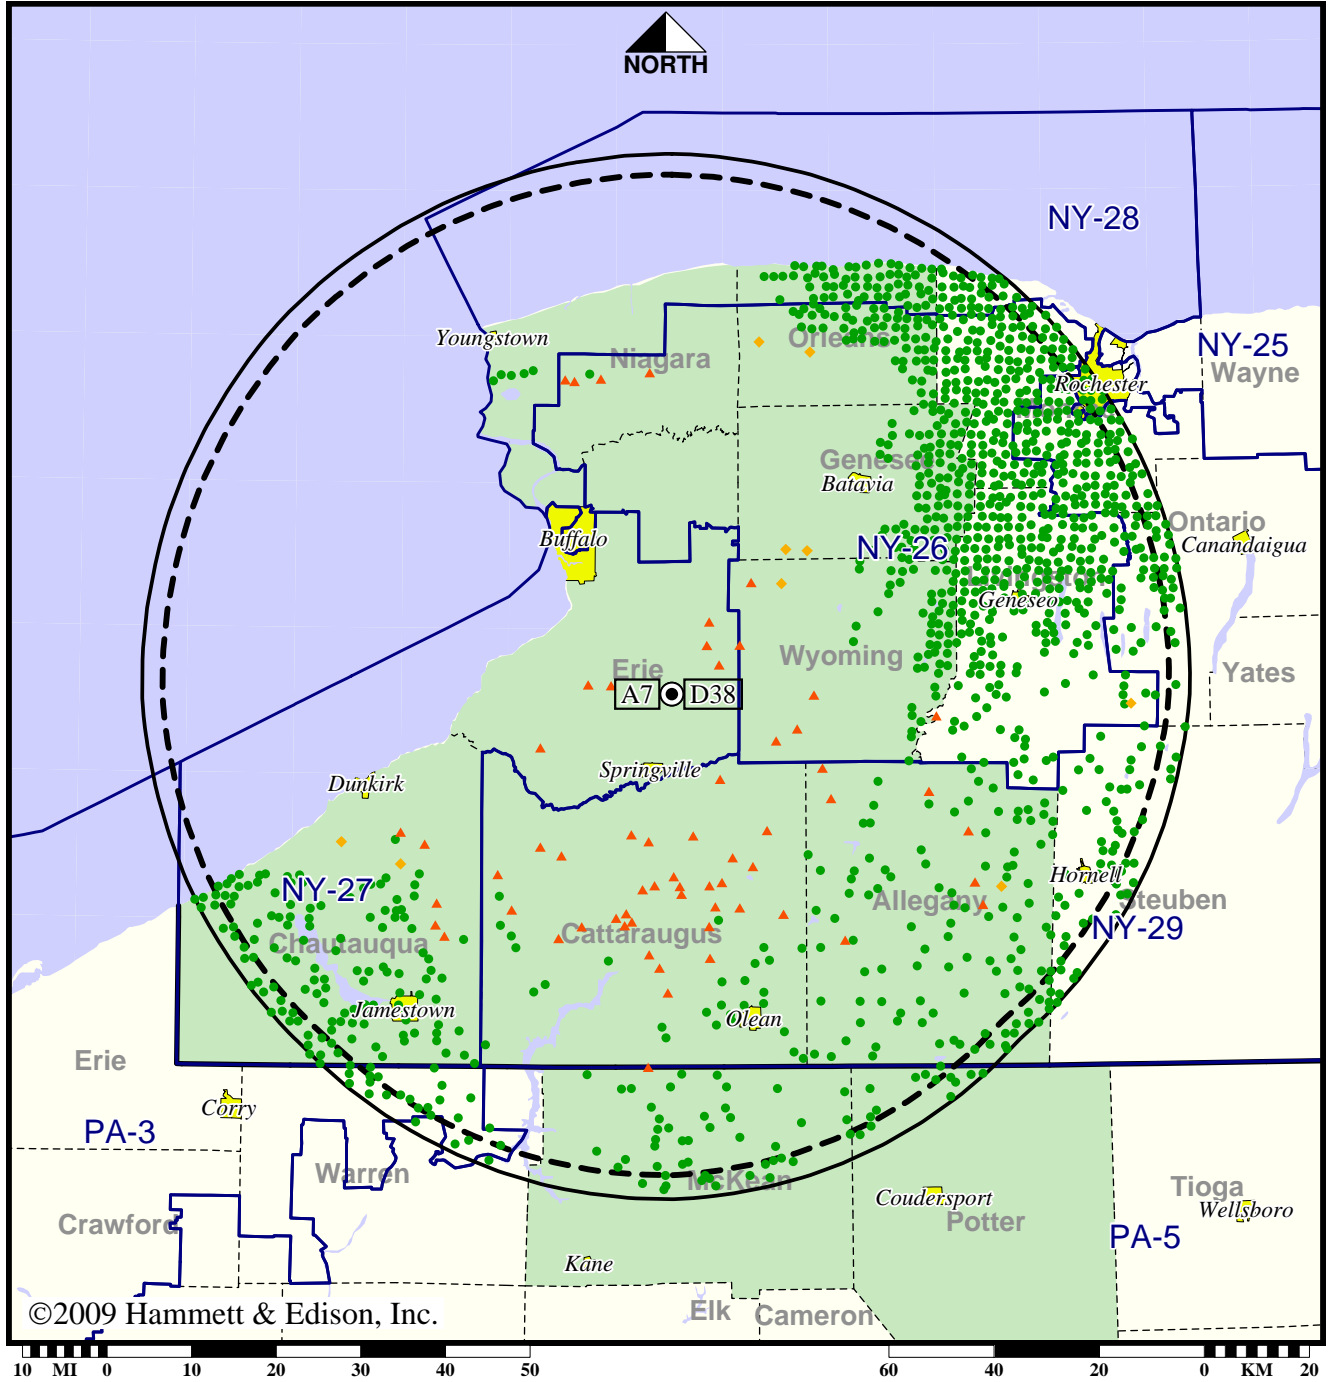 NORTH
NY-28
Youngstown
Orleans
NY-25
Niagara
Wayne
Rochester
Genesee
Batavia
Ontario
Buffalo
NY-26
Canandaigua
Livingston
Geneseo
Erie
Wyoming
Yates
A7
D38
Springville
Dunkirk
NY-27
Hornell
Allegany
Steuben
NY-29
Chautauqua
Cattaraugus
Jamestown
Olean
Erie
Corry
PA-3
Warren
McKean
Tioga
Coudersport
Wellsboro
Crawford
Potter
PA-5
Kane
©2009 Hammett & Edison, Inc.
Elk
Cameron
10 MI 0 10 20 30 40 50 60 40 20 0 KM 20